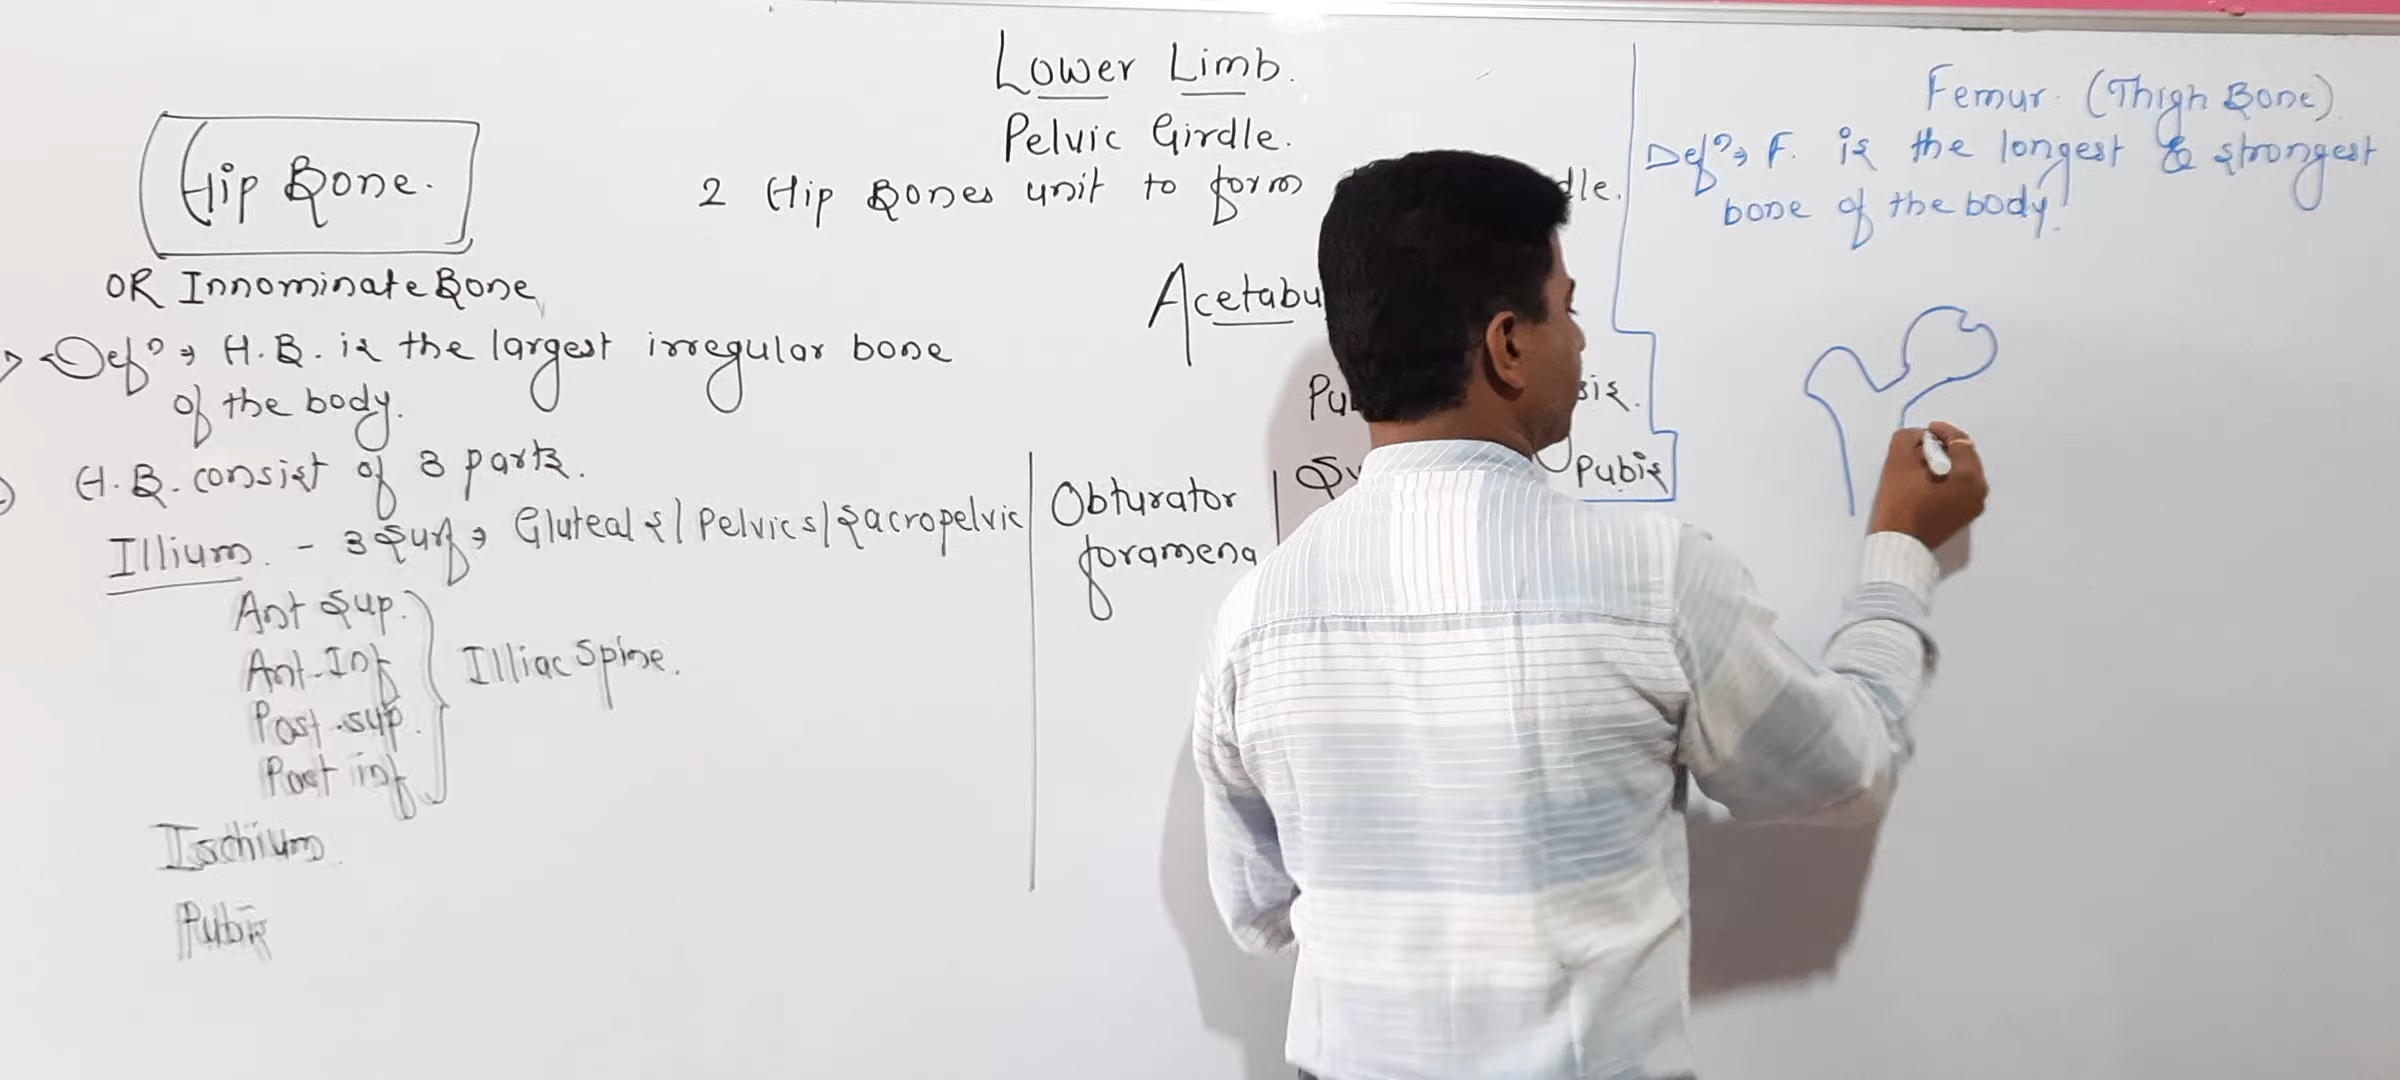 Lower Limb.
Pelvic Girdle.
2 Hip Bones unit to form dle.
Hip Bone.
OR Innominate Bone
Defn → H.B. is the largest irregular bone
of the body.
H.B. consist of 3 parts.
Illium. - 3 Surf → Gluteal S/ Pelvic S/ Sacropelvic
Ant Sup.
Ant Inf
Post. sup.
Post inf
Illiac Spine.
Ischium
Pubis
Obturator
foramena
Acetabu
Pu sis.
Pubis
Femur. (Thigh Bone)
Defn → F. is the longest & strongest
bone of the body.